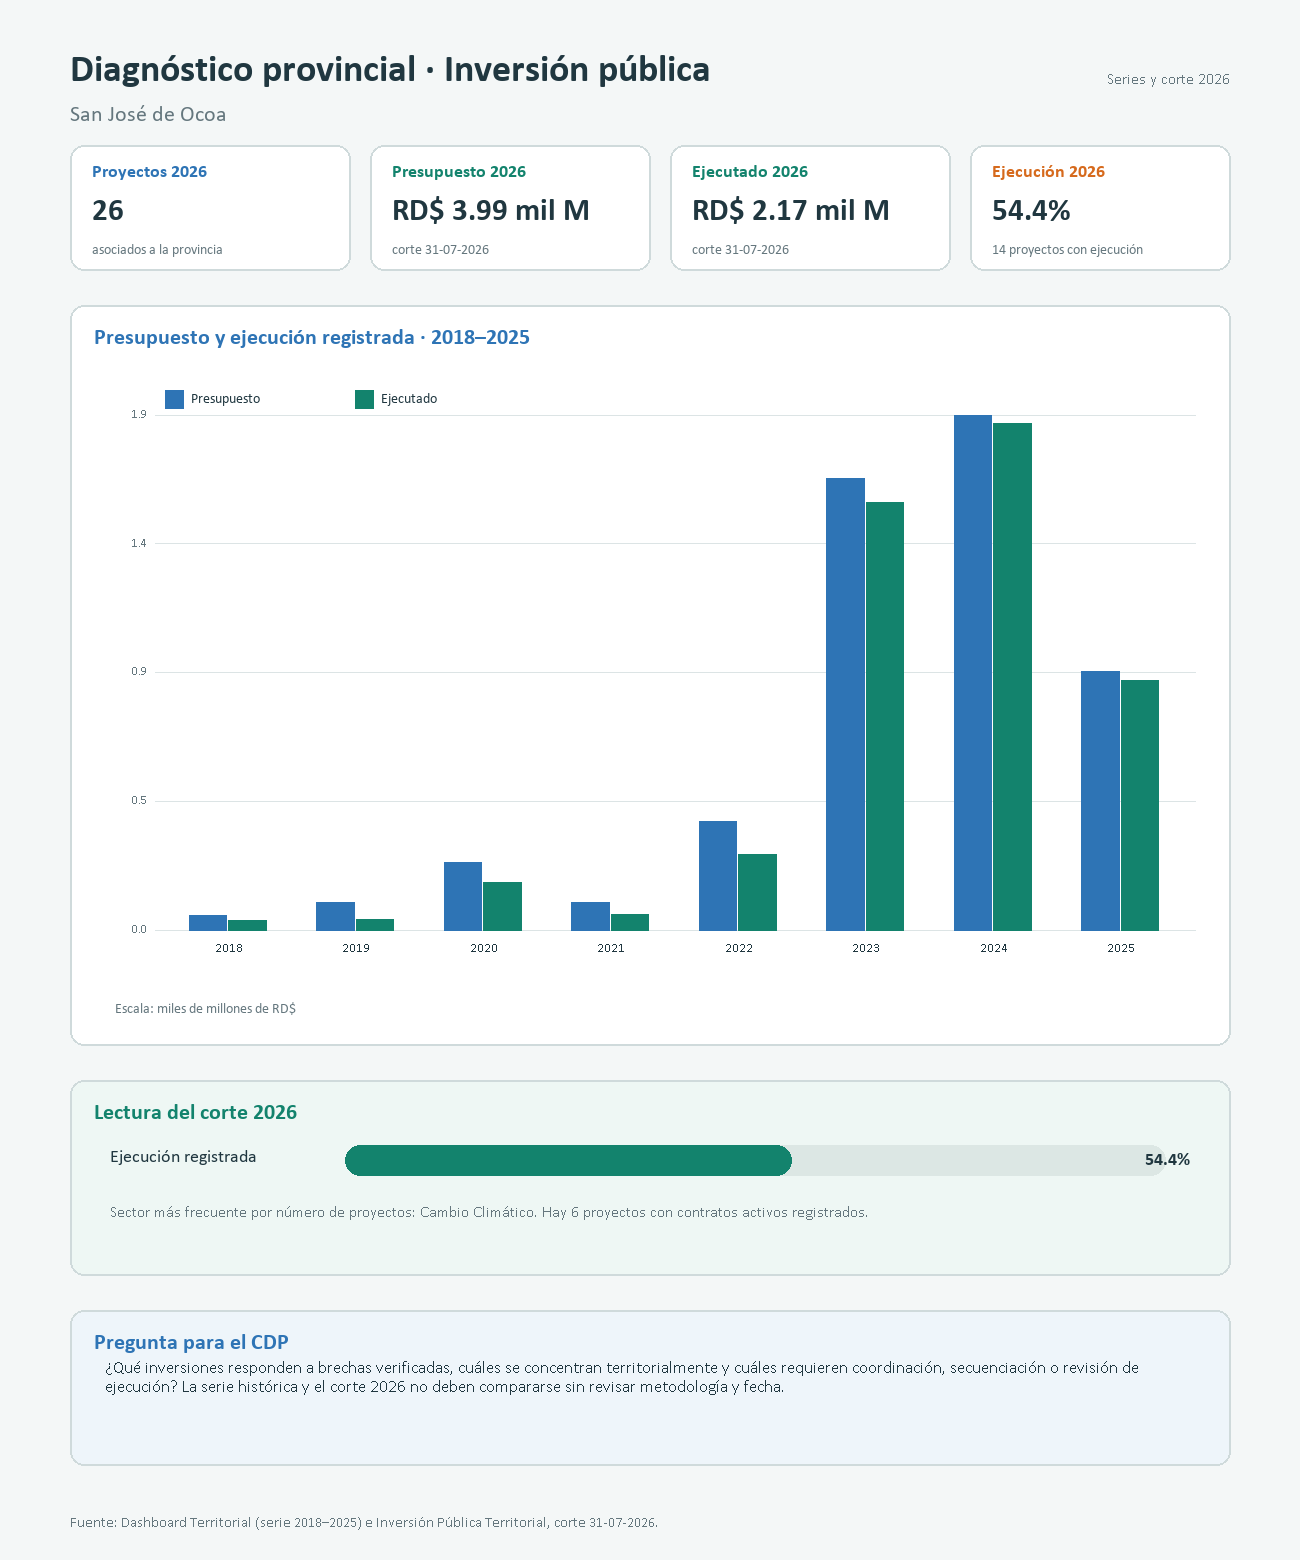 Diagnóstico provincial · Inversión pública
Series y corte 2026
San José de Ocoa
Proyectos 2026
26
asociados a la provincia
Presupuesto 2026
RD$ 3.99 mil M
corte 31-07-2026
Ejecutado 2026
RD$ 2.17 mil M
corte 31-07-2026
Ejecución 2026
54.4%
14 proyectos con ejecución
Presupuesto y ejecución registrada · 2018–2025
Presupuesto
Ejecutado
1.9
1.4
0.9
0.5
0.0
2018
2019
2020
2021
2022
2023
2024
2025
Escala: miles de millones de RD$
Lectura del corte 2026
Ejecución registrada
54.4%
Sector más frecuente por número de proyectos: Cambio Climático. Hay 6 proyectos con contratos activos registrados.
Pregunta para el CDP
¿Qué inversiones responden a brechas verificadas, cuáles se concentran territorialmente y cuáles requieren coordinación, secuenciación o revisión de
ejecución? La serie histórica y el corte 2026 no deben compararse sin revisar metodología y fecha.
Fuente: Dashboard Territorial (serie 2018–2025) e Inversión Pública Territorial, corte 31-07-2026.